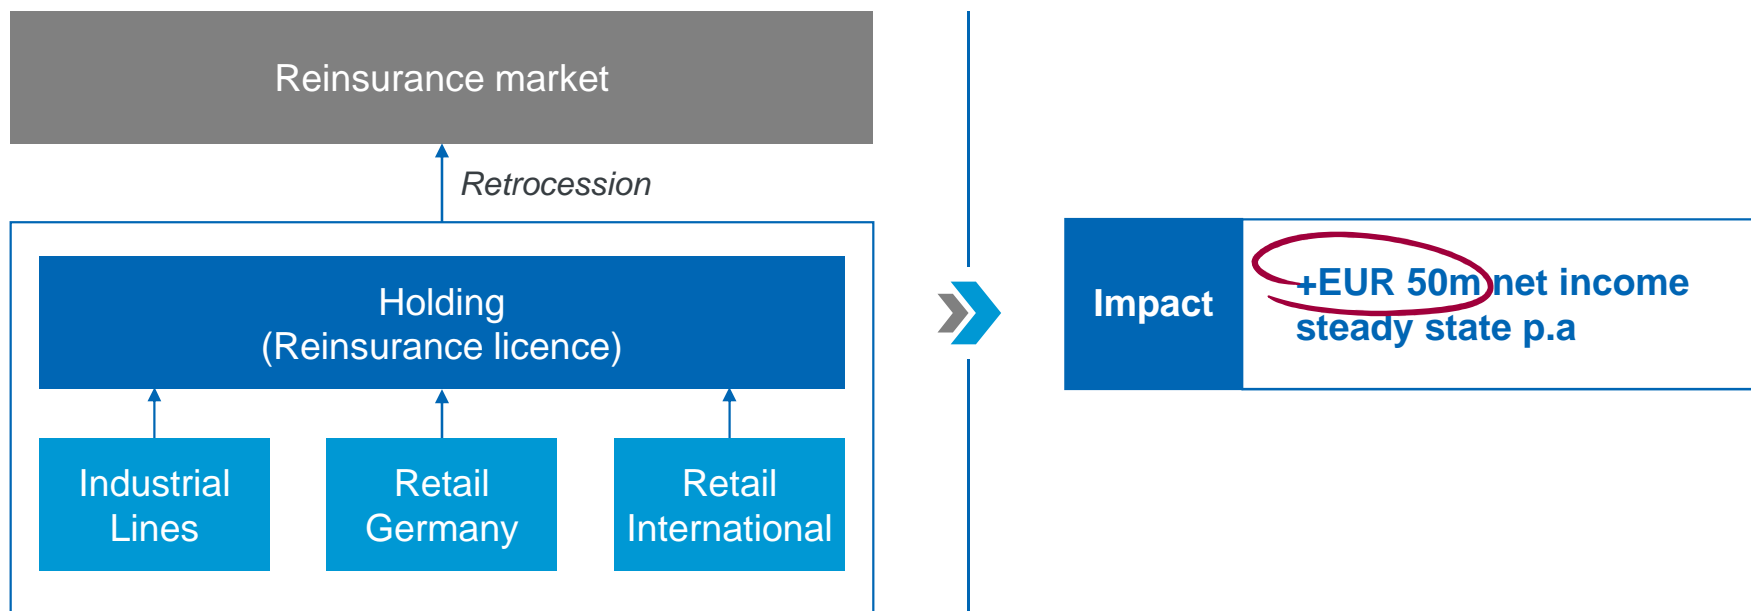 Reinsurance market
Retrocession
Holding
(Reinsurance licence)
Industrial
Lines
Retail
Germany
Retail
International
Impact
+EUR 50m net income
steady state p.a